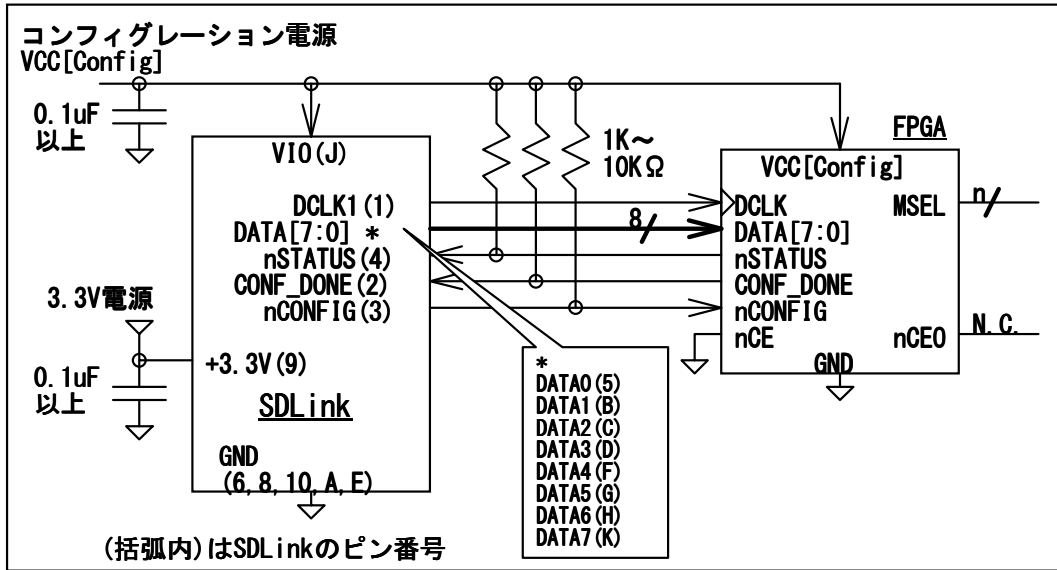 コンフィグレーション電源
VCC[Config]
0.1uF
以上
VIO(J)
DCLK1(1)
DATA[7:0] *
nSTATUS(4)
CONF_DONE(2)
nCONFIG(3)
3.3V電源
+3.3V(9)
0.1uF
以上
SDLink
GND
(6,8,10,A,E)
1K～
10KΩ
8
FPGA
VCC[Config]
DCLK
MSEL
n
DATA[7:0]
nSTATUS
CONF_DONE
nCONFIG
nCE
nCEO
N.C.
GND
*
DATA0(5)
DATA1(B)
DATA2(C)
DATA3(D)
DATA4(F)
DATA5(G)
DATA6(H)
DATA7(K)
(括弧内)はSDLinkのピン番号